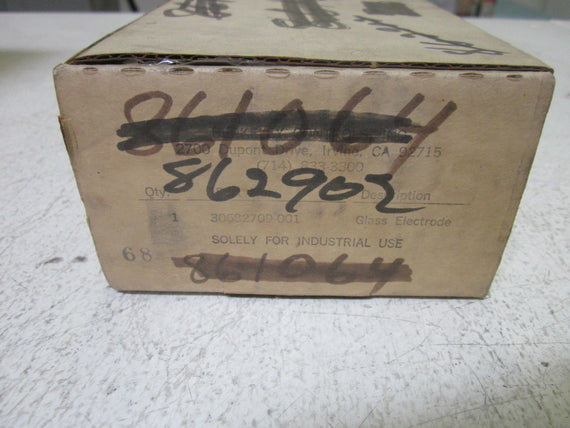 861064
2700 Dupont Drive, Irvine, CA 92715
(714) 833-3300
862902
Qty. Description
1 30682709-001 Glass Electrode
SOLELY FOR INDUSTRIAL USE
68
861064